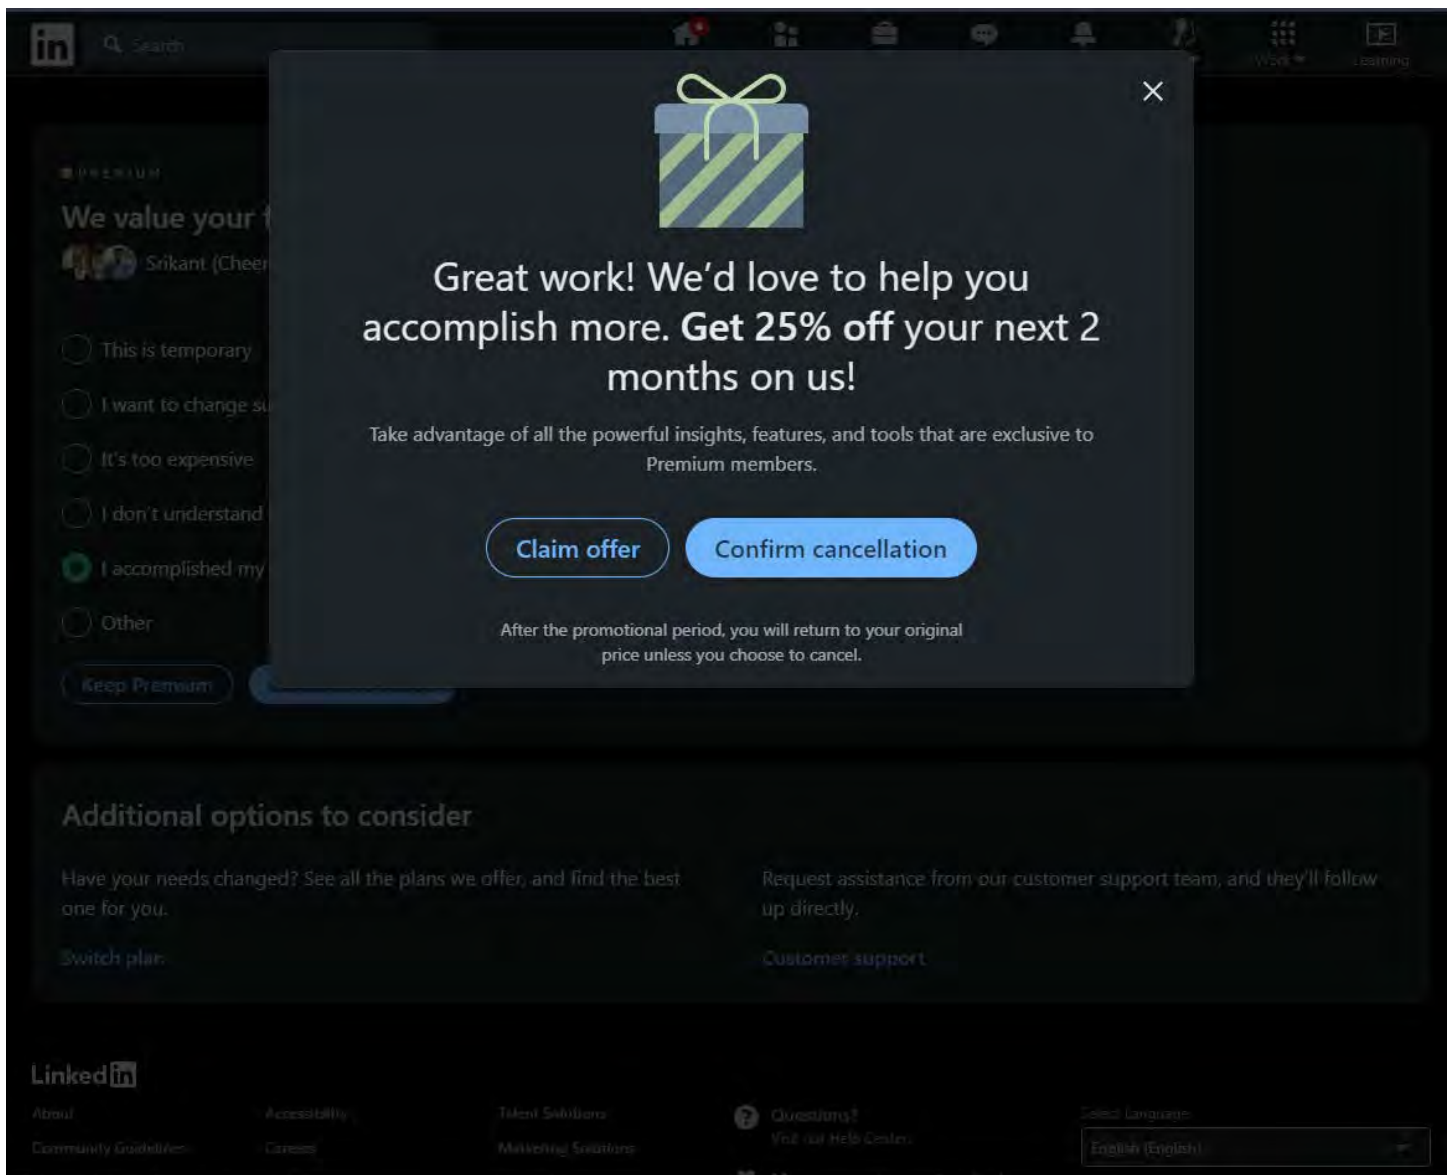 in
Search
Work
Learning
PREMIUM
We value your
Srikant (Cheer
This is temporary
I want to change su
It's too expensive
I don't understand
I accomplished my
Other
Keep Premium
Great work! We’d love to help you
accomplish more. Get 25% off your next 2
months on us!
Take advantage of all the powerful insights, features, and tools that are exclusive to
Premium members.
Claim offer
Confirm cancellation
After the promotional period, you will return to your original
price unless you choose to cancel.
Additional options to consider
Have your needs changed? See all the plans we offer, and find the best
one for you.
Switch plan
Request assistance from our customer support team, and they'll follow
up directly.
Customer support
Linkedin
About
Accessibility
Talent Solutions
Questions?
Select Language
Community Guidelines
Careers
Marketing Solutions
Visit our Help Center.
English (English)